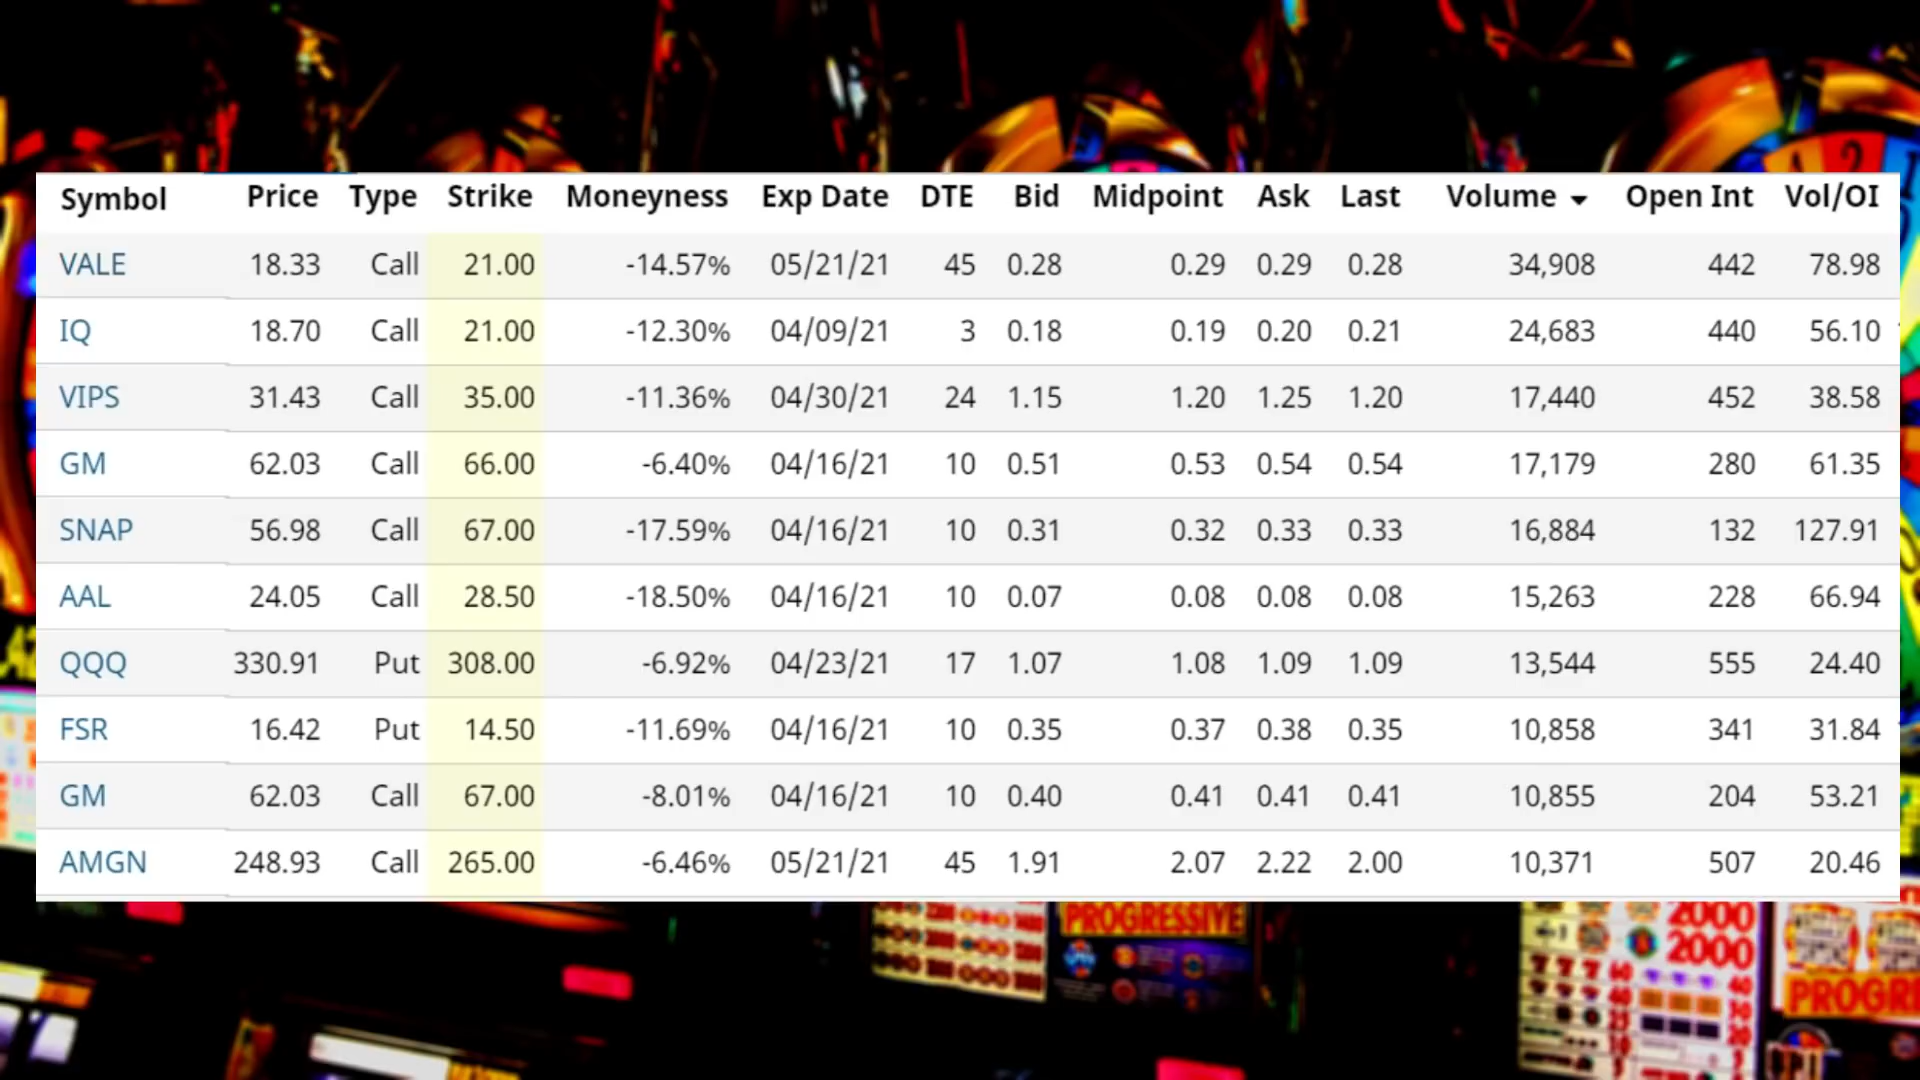 Symbol Price Type Strike Moneyness Exp Date DTE Bid Midpoint Ask Last Volume Open Int Vol/OI
VALE 18.33 Call 21.00 -14.57% 05/21/21 45 0.28 0.29 0.29 0.28 34,908 442 78.98
IQ 18.70 Call 21.00 -12.30% 04/09/21 3 0.18 0.19 0.20 0.21 24,683 440 56.10
VIPS 31.43 Call 35.00 -11.36% 04/30/21 24 1.15 1.20 1.25 1.20 17,440 452 38.58
GM 62.03 Call 66.00 -6.40% 04/16/21 10 0.51 0.53 0.54 0.54 17,179 280 61.35
SNAP 56.98 Call 67.00 -17.59% 04/16/21 10 0.31 0.32 0.33 0.33 16,884 132 127.91
AAL 24.05 Call 28.50 -18.50% 04/16/21 10 0.07 0.08 0.08 0.08 15,263 228 66.94
QQQ 330.91 Put 308.00 -6.92% 04/23/21 17 1.07 1.08 1.09 1.09 13,544 555 24.40
FSR 16.42 Put 14.50 -11.69% 04/16/21 10 0.35 0.37 0.38 0.35 10,858 341 31.84
GM 62.03 Call 67.00 -8.01% 04/16/21 10 0.40 0.41 0.41 0.41 10,855 204 53.21
AMGN 248.93 Call 265.00 -6.46% 05/21/21 45 1.91 2.07 2.22 2.00 10,371 507 20.46
PROGRESSIVE
2000
2000